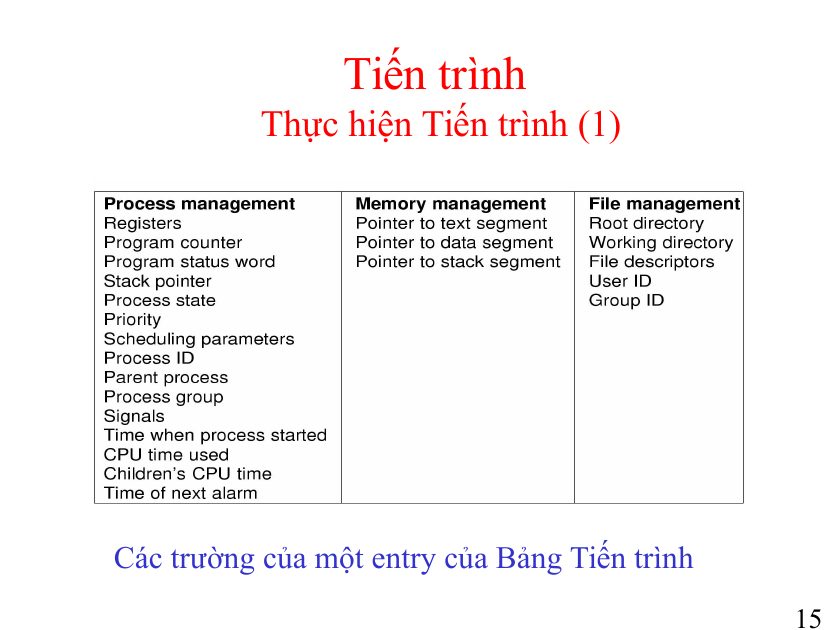 Tiến trình
Thực hiện Tiến trình (1)
Process management
Registers
Program counter
Program status word
Stack pointer
Process state
Priority
Scheduling parameters
Process ID
Parent process
Process group
Signals
Time when process started
CPU time used
Children's CPU time
Time of next alarm
Memory management
Pointer to text segment
Pointer to data segment
Pointer to stack segment
File management
Root directory
Working directory
File descriptors
User ID
Group ID
Các trường của một entry của Bảng Tiến trình
15